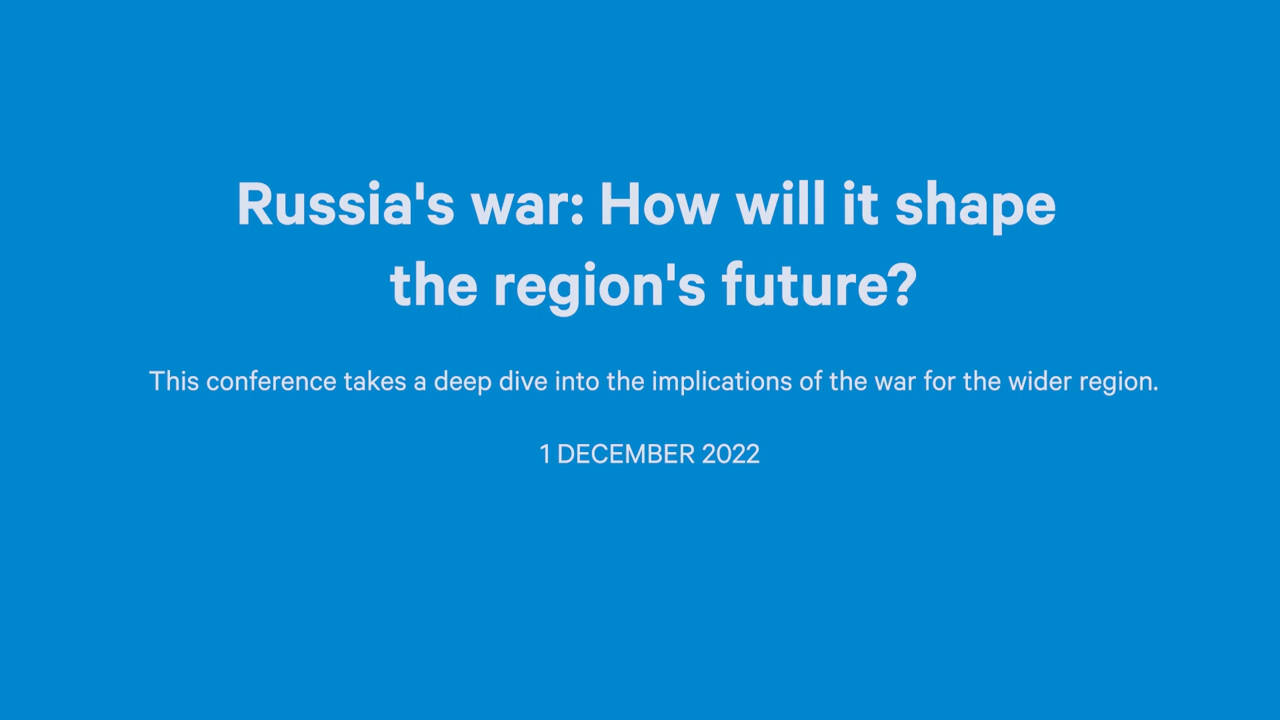 Russia's war: How will it shape
the region's future?
This conference takes a deep dive into the implications of the war for the wider region.
1 DECEMBER 2022